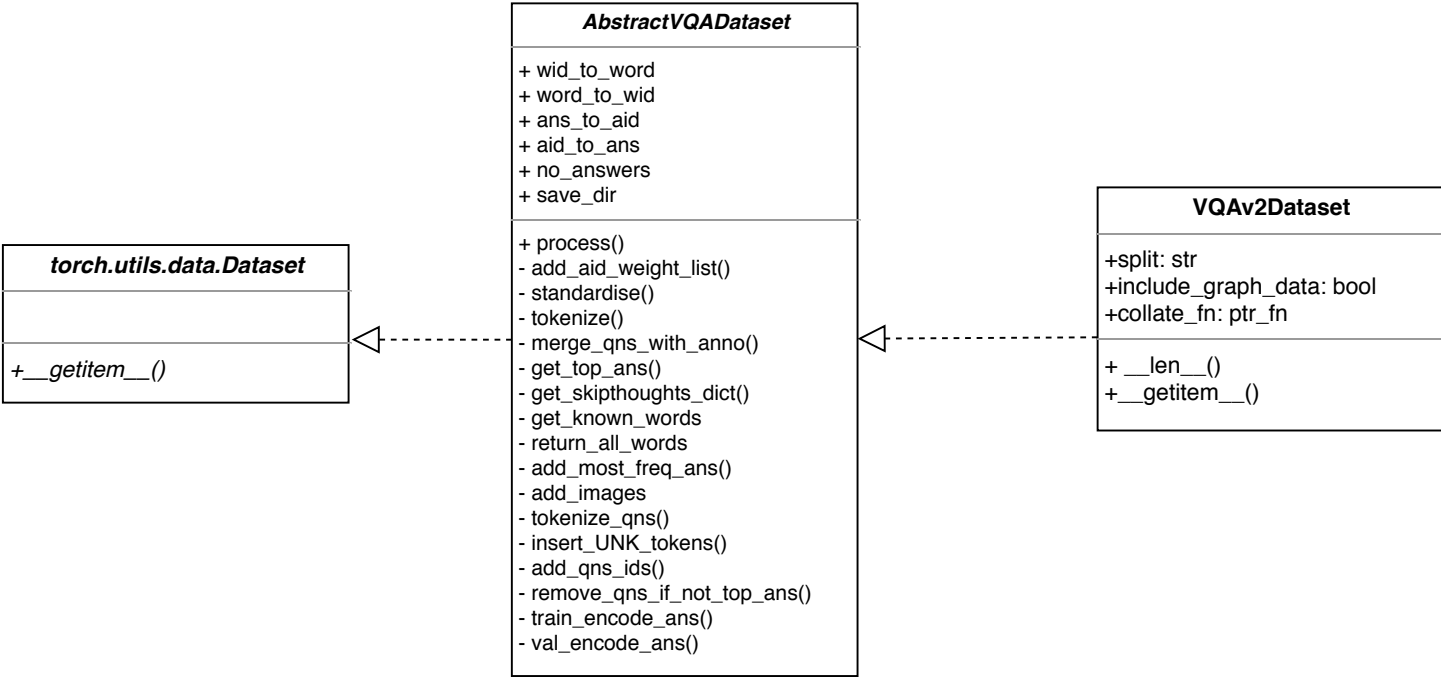 torch.utils.data.Dataset
+__getitem__()
AbstractVQADataset
+ wid_to_word
+ word_to_wid
+ ans_to_aid
+ aid_to_ans
+ no_answers
+ save_dir
+ process()
- add_aid_weight_list()
- standardise()
- tokenize()
- merge_qns_with_anno()
- get_top_ans()
- get_skipthoughts_dict()
- get_known_words
- return_all_words
- add_most_freq_ans()
- add_images
- tokenize_qns()
- insert_UNK_tokens()
- add_qns_ids()
- remove_qns_if_not_top_ans()
- train_encode_ans()
- val_encode_ans()
VQAv2Dataset
+split: str
+include_graph_data: bool
+collate_fn: ptr_fn
+ __len__()
+__getitem__()